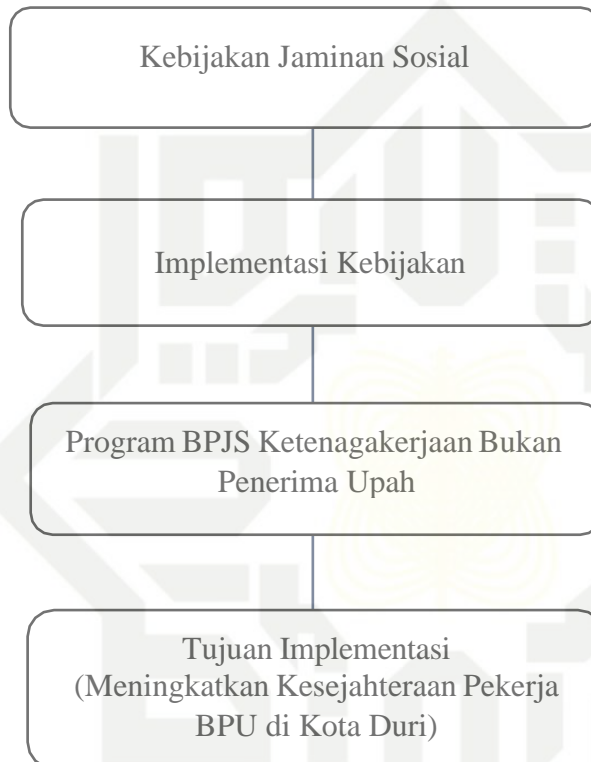 Kebijakan Jaminan Sosial
Implementasi Kebijakan
Program BPJS Ketenagakerjaan Bukan
Penerima Upah
Tujuan Implementasi
(Meningkatkan Kesejahteraan Pekerja
BPU di Kota Duri)